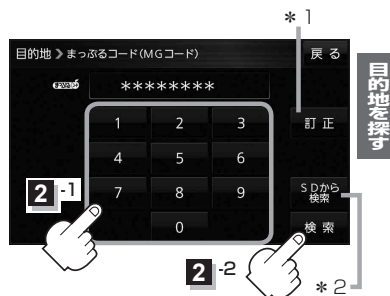 *1
目的地 》まっぷるコード(MGコード)
戻る
********
訂正
1 2 3
4 5 6
7 8 9
0
SDから
検索
検索
2-1
2-2
*2
目的地を探す